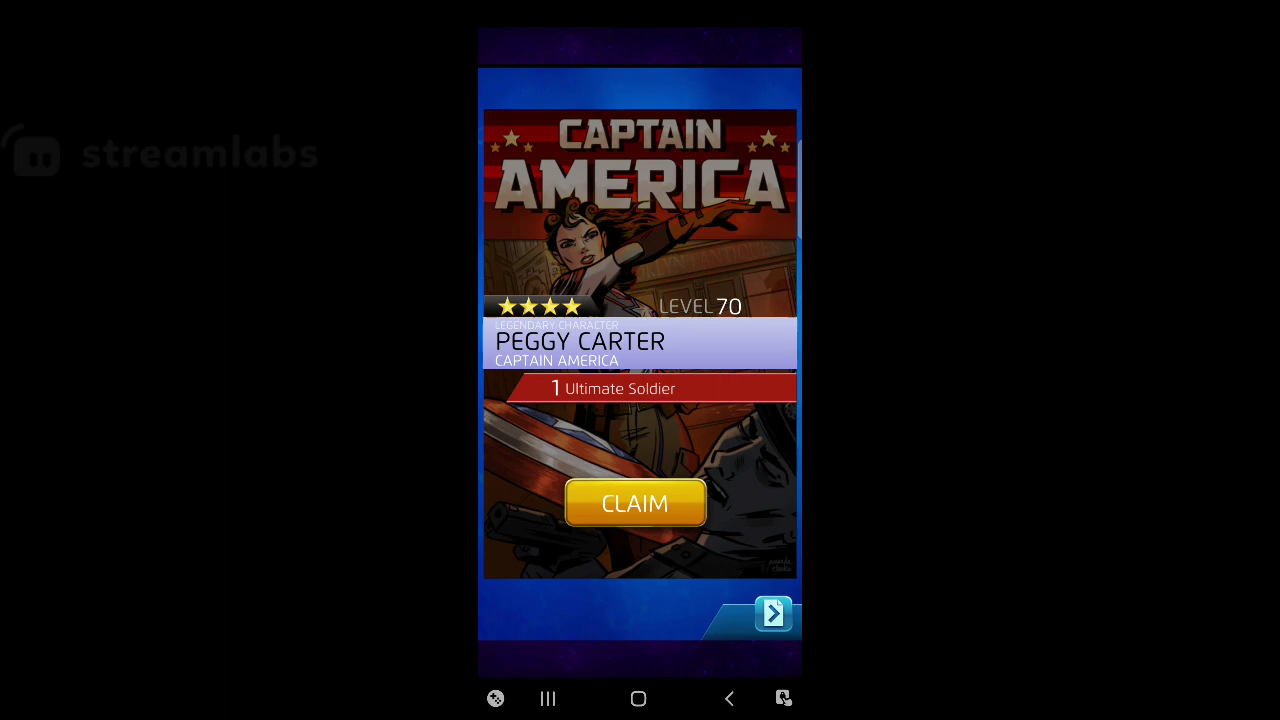 streamlabs
CAPTAIN
AMERICA
LEVEL 70
LEGENDARY CHARACTER
PEGGY CARTER
CAPTAIN AMERICA
1 Ultimate Soldier
CLAIM